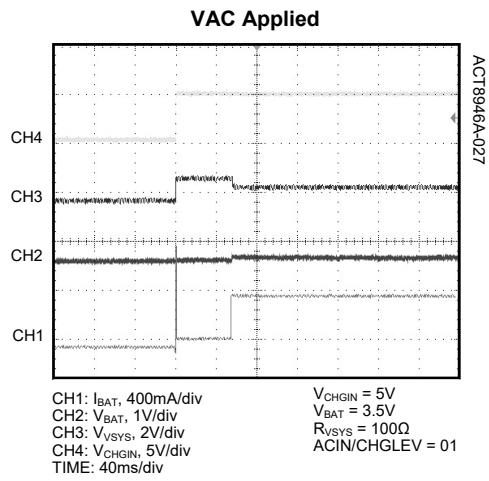 VAC Applied
ACT8946A-027
CH4
CH3
CH2
CH1
CH1: IBAT, 400mA/div
CH2: VBAT, 1V/div
CH3: VVSYS, 2V/div
CH4: VCHGIN, 5V/div
TIME: 40ms/div
VCHGIN = 5V
VBAT = 3.5V
RVSYS = 100Ω
ACIN/CHGLEV = 01